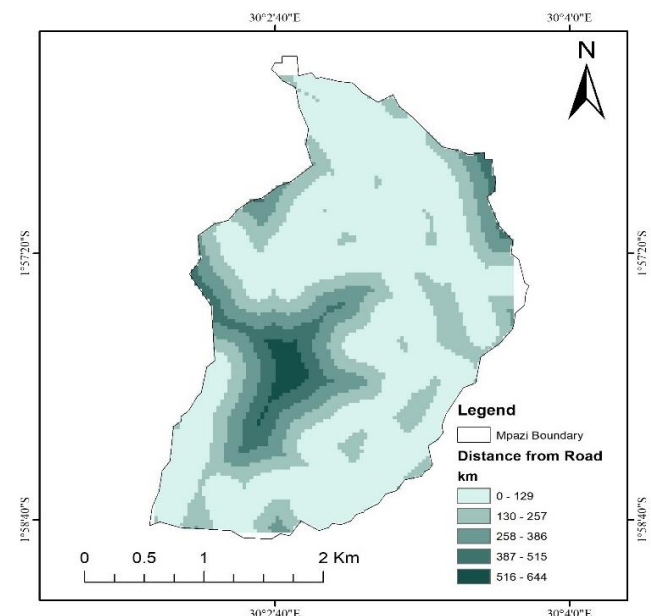 30°2'40"E 30°4'0"E
N
1°57'20"S 1°57'20"S
Legend
Mpazi Boundary
Distance from Road
km
0 - 129
130 - 257
258 - 386
387 - 515
516 - 644
1°58'40"S 1°58'40"S
0 0.5 1 2 Km
30°2'40"E 30°4'0"E